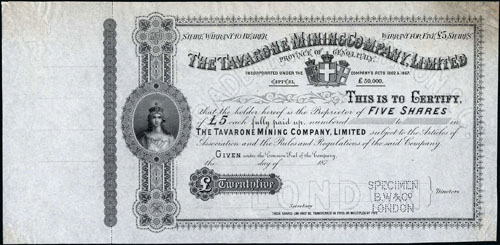 SHARE WARRANT TO BEARER WARRANT FOR FIVE £5 SHARES
THE TAVARONE MINING COMPANY, LIMITED
PROVINCE OF GENOA, ITALY.
INCORPORATED UNDER THE COMPANY'S ACTS 1862 & 1867.
CAPITAL £50,000.
THIS IS TO CERTIFY,
that the holder hereof is the Proprietor of FIVE SHARES
of £5 each fully paid up, numbered to in
THE TAVARONE MINING COMPANY, LIMITED subject to the Articles of
Association and the Rules and Regulations of the said Company
GIVEN under the Common Seal of the Company
the day of 187
£ Twentyfive
LONDON
SPECIMEN
B.W.& CO.
LONDON
Directors
Secretary